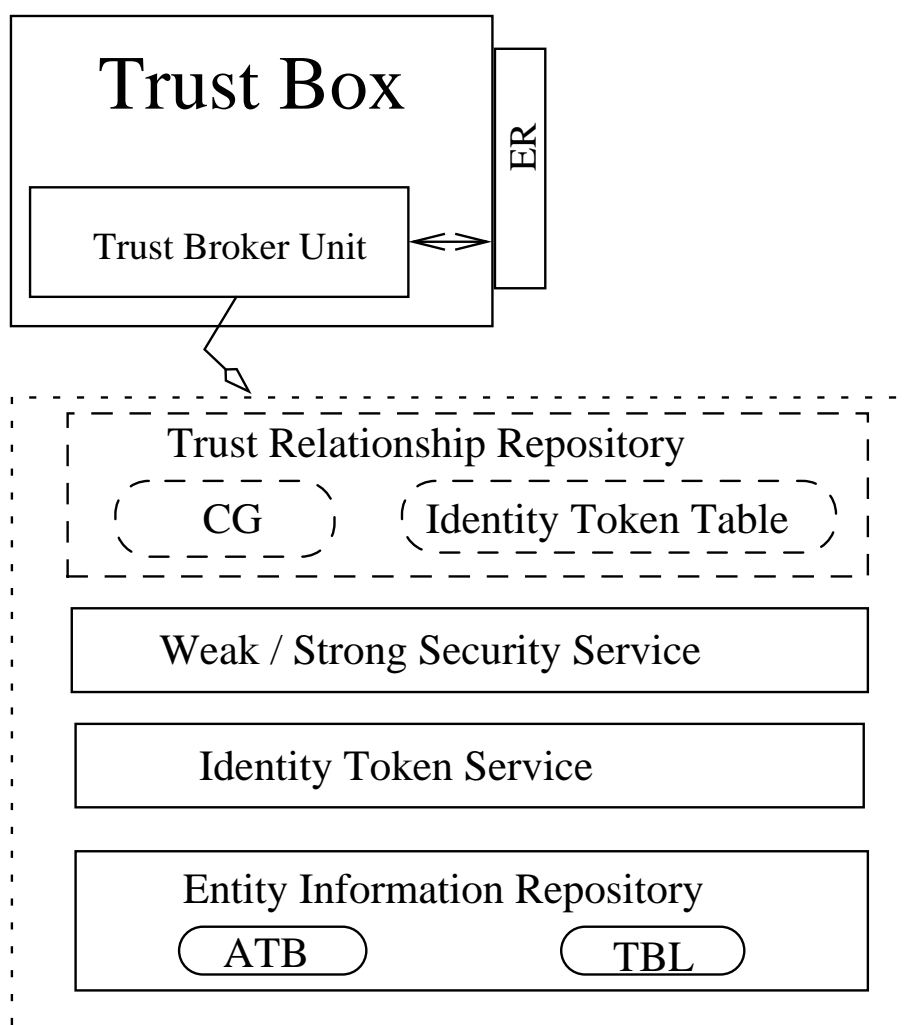 Trust Box
ER
Trust Broker Unit
Trust Relationship Repository
CG
Identity Token Table
Weak / Strong Security Service
Identity Token Service
Entity Information Repository
ATB
TBL